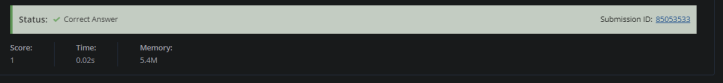 Status: ✓ Correct Answer Submission ID: 85053533
Score: Time: Memory:
1 0.02s 5.4M